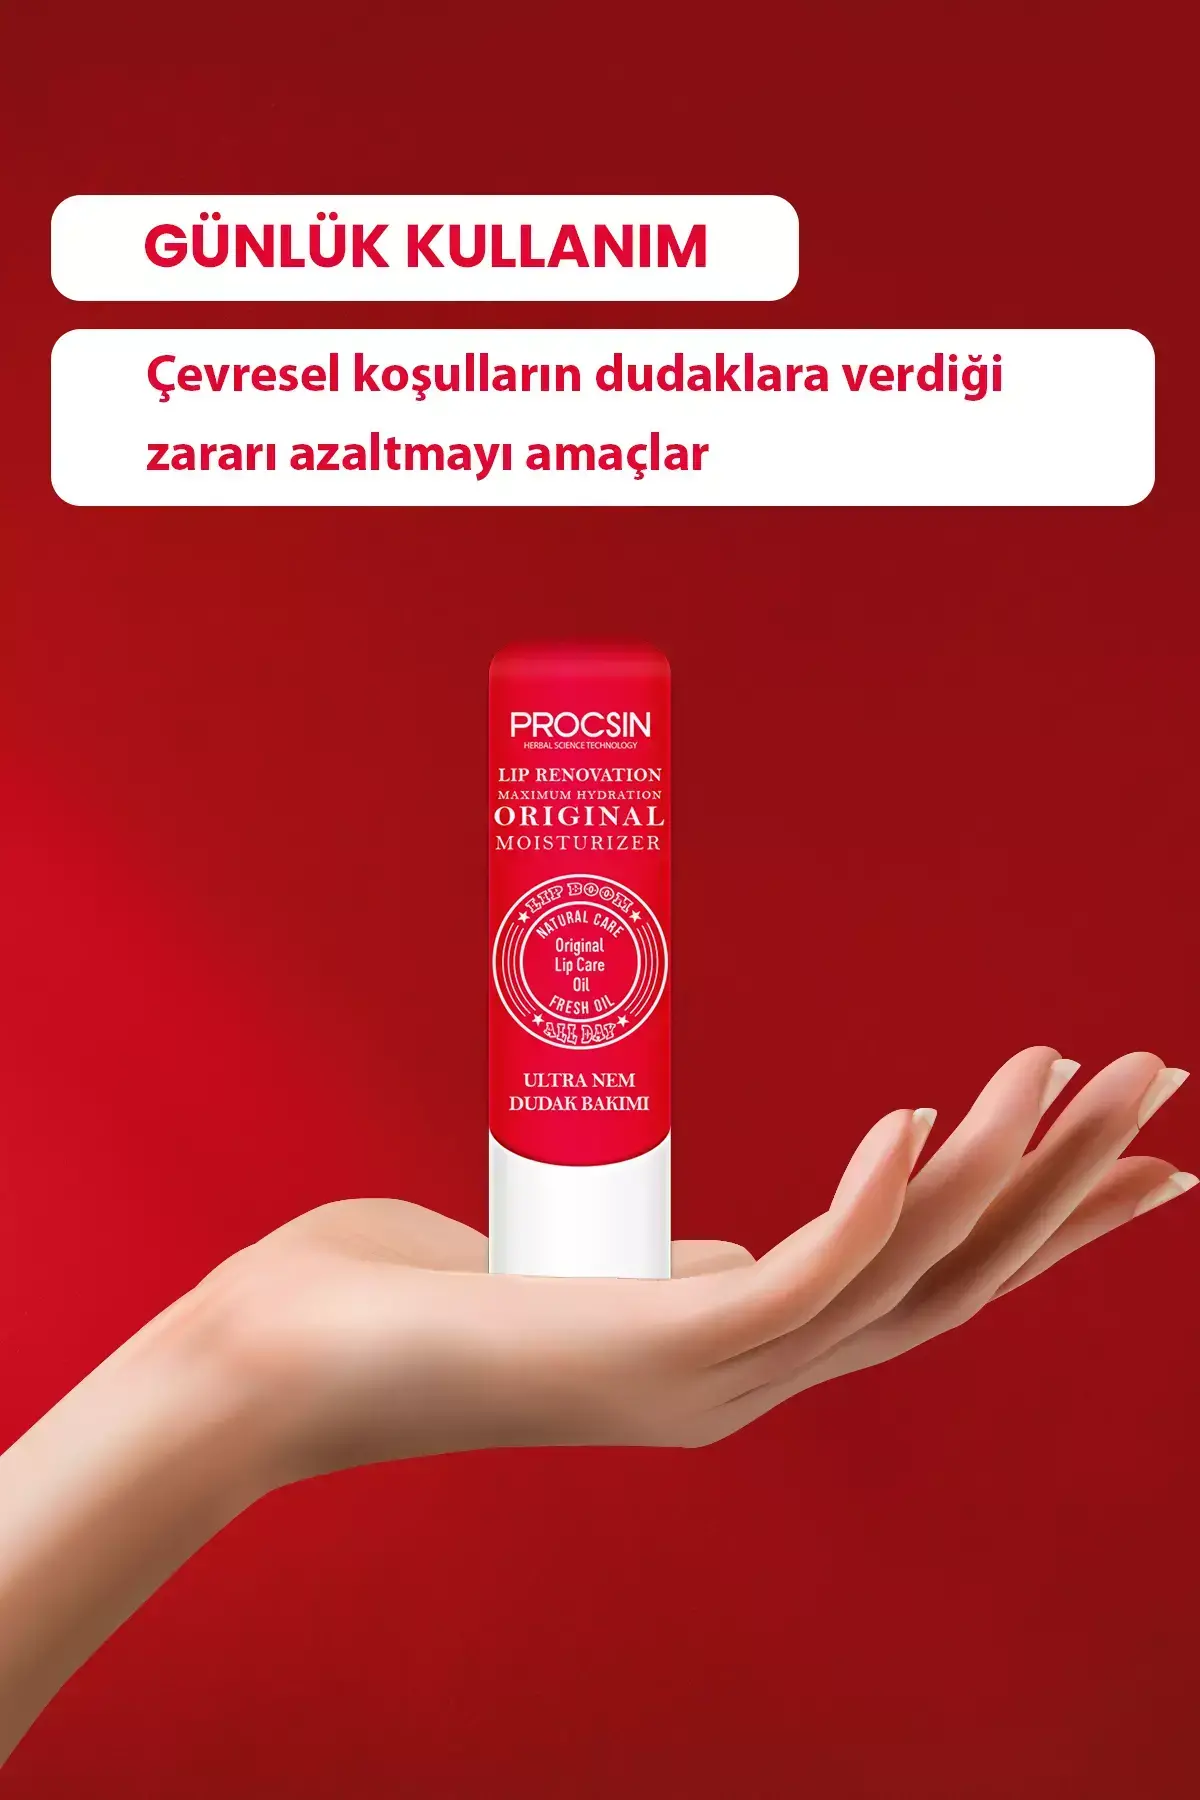 GÜNLÜK KULLANIM
Çevresel koşulların dudaklara verdiği
zararı azaltmayı amaçlar
PROCSIN
HERBAL SCIENCE TECHNOLOGY
LIP RENOVATION
MAXIMUM HYDRATION
ORIGINAL
MOISTURIZER
LIP BOOM
NATURAL CARE
Original
Lip Care
Oil
FRESH OIL
ALL DAY
ULTRA NEM
DUDAK BAKIMI